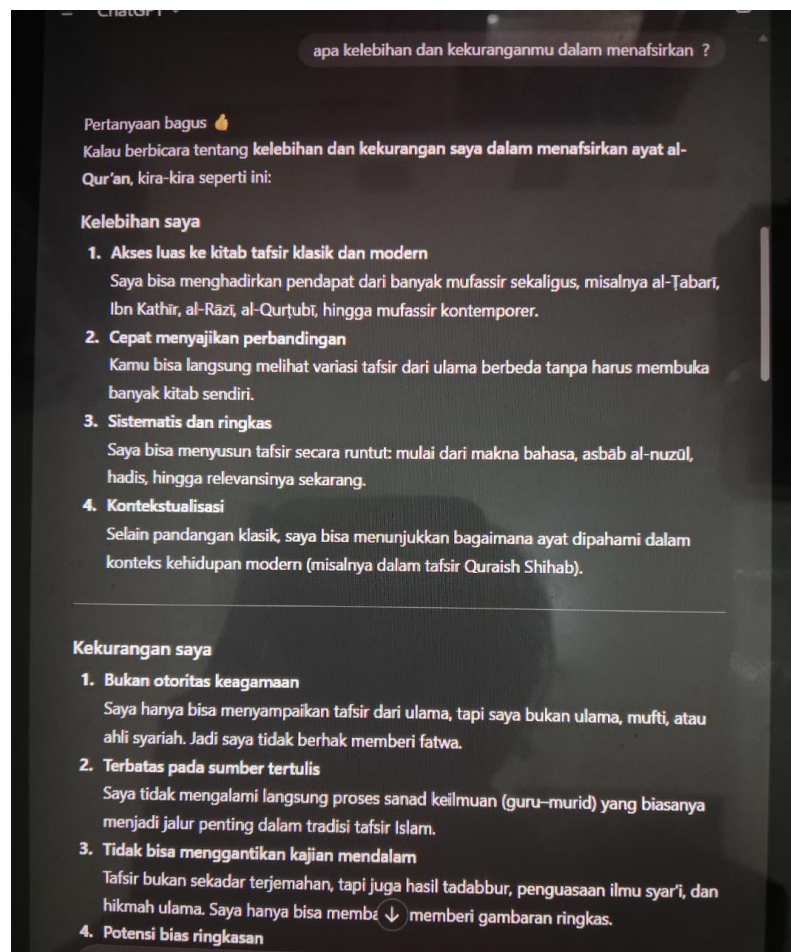 ChatGPT
apa kelebihan dan kekuranganmu dalam menafsirkan ?
Pertanyaan bagus 👍
Kalau berbicara tentang kelebihan dan kekurangan saya dalam menafsirkan ayat al-
Qur'an, kira-kira seperti ini:
Kelebihan saya
1. Akses luas ke kitab tafsir klasik dan modern
Saya bisa menghadirkan pendapat dari banyak mufassir sekaligus, misalnya al-Ṭabarī,
Ibn Kathīr, al-Rāzī, al-Qurṭubī, hingga mufassir kontemporer.
2. Cepat menyajikan perbandingan
Kamu bisa langsung melihat variasi tafsir dari ulama berbeda tanpa harus membuka
banyak kitab sendiri.
3. Sistematis dan ringkas
Saya bisa menyusun tafsir secara runtut: mulai dari makna bahasa, asbāb al-nuzūl,
hadis, hingga relevansinya sekarang.
4. Kontekstualisasi
Selain pandangan klasik, saya bisa menunjukkan bagaimana ayat dipahami dalam
konteks kehidupan modern (misalnya dalam tafsir Quraish Shihab).
Kekurangan saya
1. Bukan otoritas keagamaan
Saya hanya bisa menyampaikan tafsir dari ulama, tapi saya bukan ulama, mufti, atau
ahli syariah. Jadi saya tidak berhak memberi fatwa.
2. Terbatas pada sumber tertulis
Saya tidak mengalami langsung proses sanad keilmuan (guru–murid) yang biasanya
menjadi jalur penting dalam tradisi tafsir Islam.
3. Tidak bisa menggantikan kajian mendalam
Tafsir bukan sekadar terjemahan, tapi juga hasil tadabbur, penguasaan ilmu syar'i, dan
hikmah ulama. Saya hanya bisa memba memberi gambaran ringkas.
4. Potensi bias ringkasan